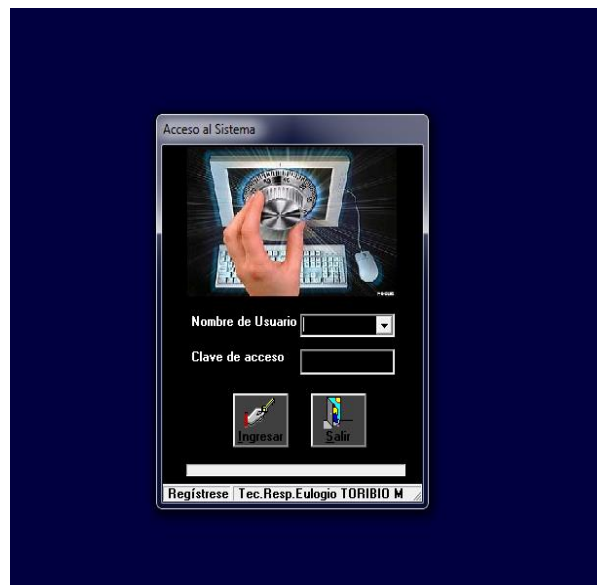 Acceso al Sistema
Nombre de Usuario
Clave de acceso
Ingresar
Salir
Regístrese
Tec.Resp.Eulogio TORIBIO M